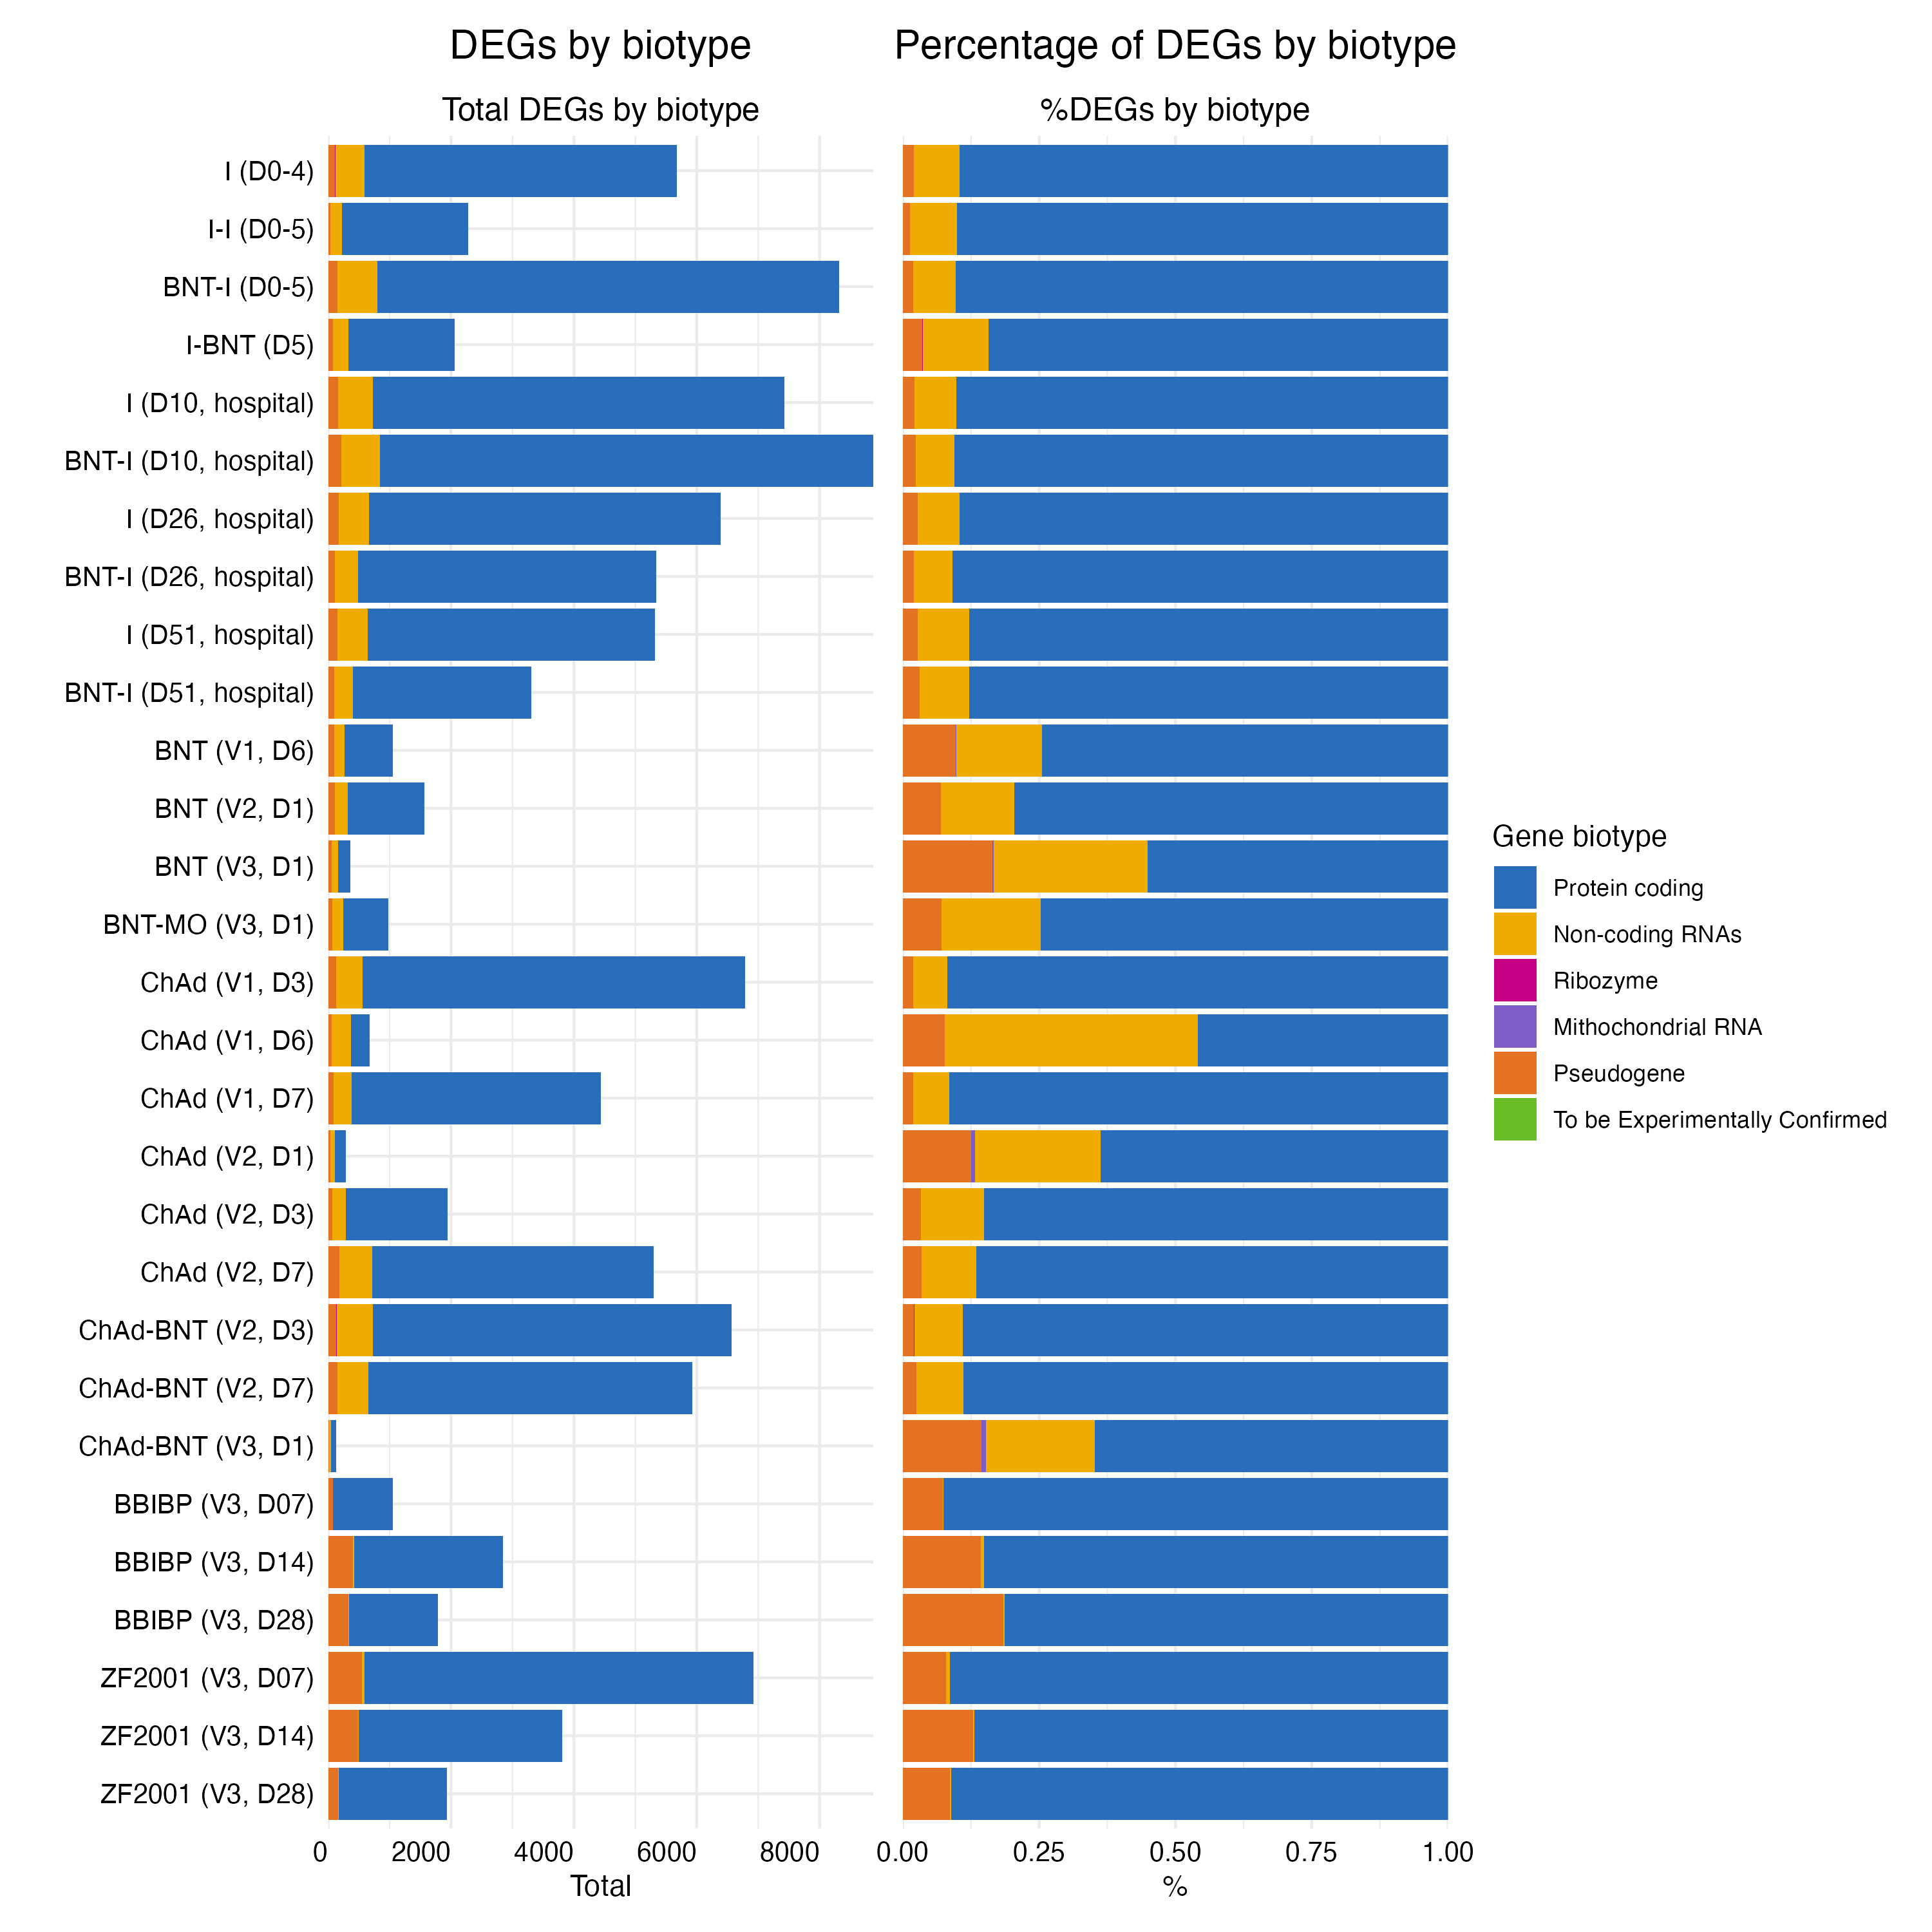 DEGs by biotype
Percentage of DEGs by biotype
Total DEGs by biotype
%DEGs by biotype
I (D0-4)
I-I (D0-5)
BNT-I (D0-5)
I-BNT (D5)
I (D10, hospital)
BNT-I (D10, hospital)
I (D26, hospital)
BNT-I (D26, hospital)
I (D51, hospital)
BNT-I (D51, hospital)
BNT (V1, D6)
BNT (V2, D1)
BNT (V3, D1)
BNT-MO (V3, D1)
ChAd (V1, D3)
ChAd (V1, D6)
ChAd (V1, D7)
ChAd (V2, D1)
ChAd (V2, D3)
ChAd (V2, D7)
ChAd-BNT (V2, D3)
ChAd-BNT (V2, D7)
ChAd-BNT (V3, D1)
BBIBP (V3, D07)
BBIBP (V3, D14)
BBIBP (V3, D28)
ZF2001 (V3, D07)
ZF2001 (V3, D14)
ZF2001 (V3, D28)
0 2000 4000 6000 8000
Total
0.00 0.25 0.50 0.75 1.00
%
Gene biotype
Protein coding
Non-coding RNAs
Ribozyme
Mithochondrial RNA
Pseudogene
To be Experimentally Confirmed